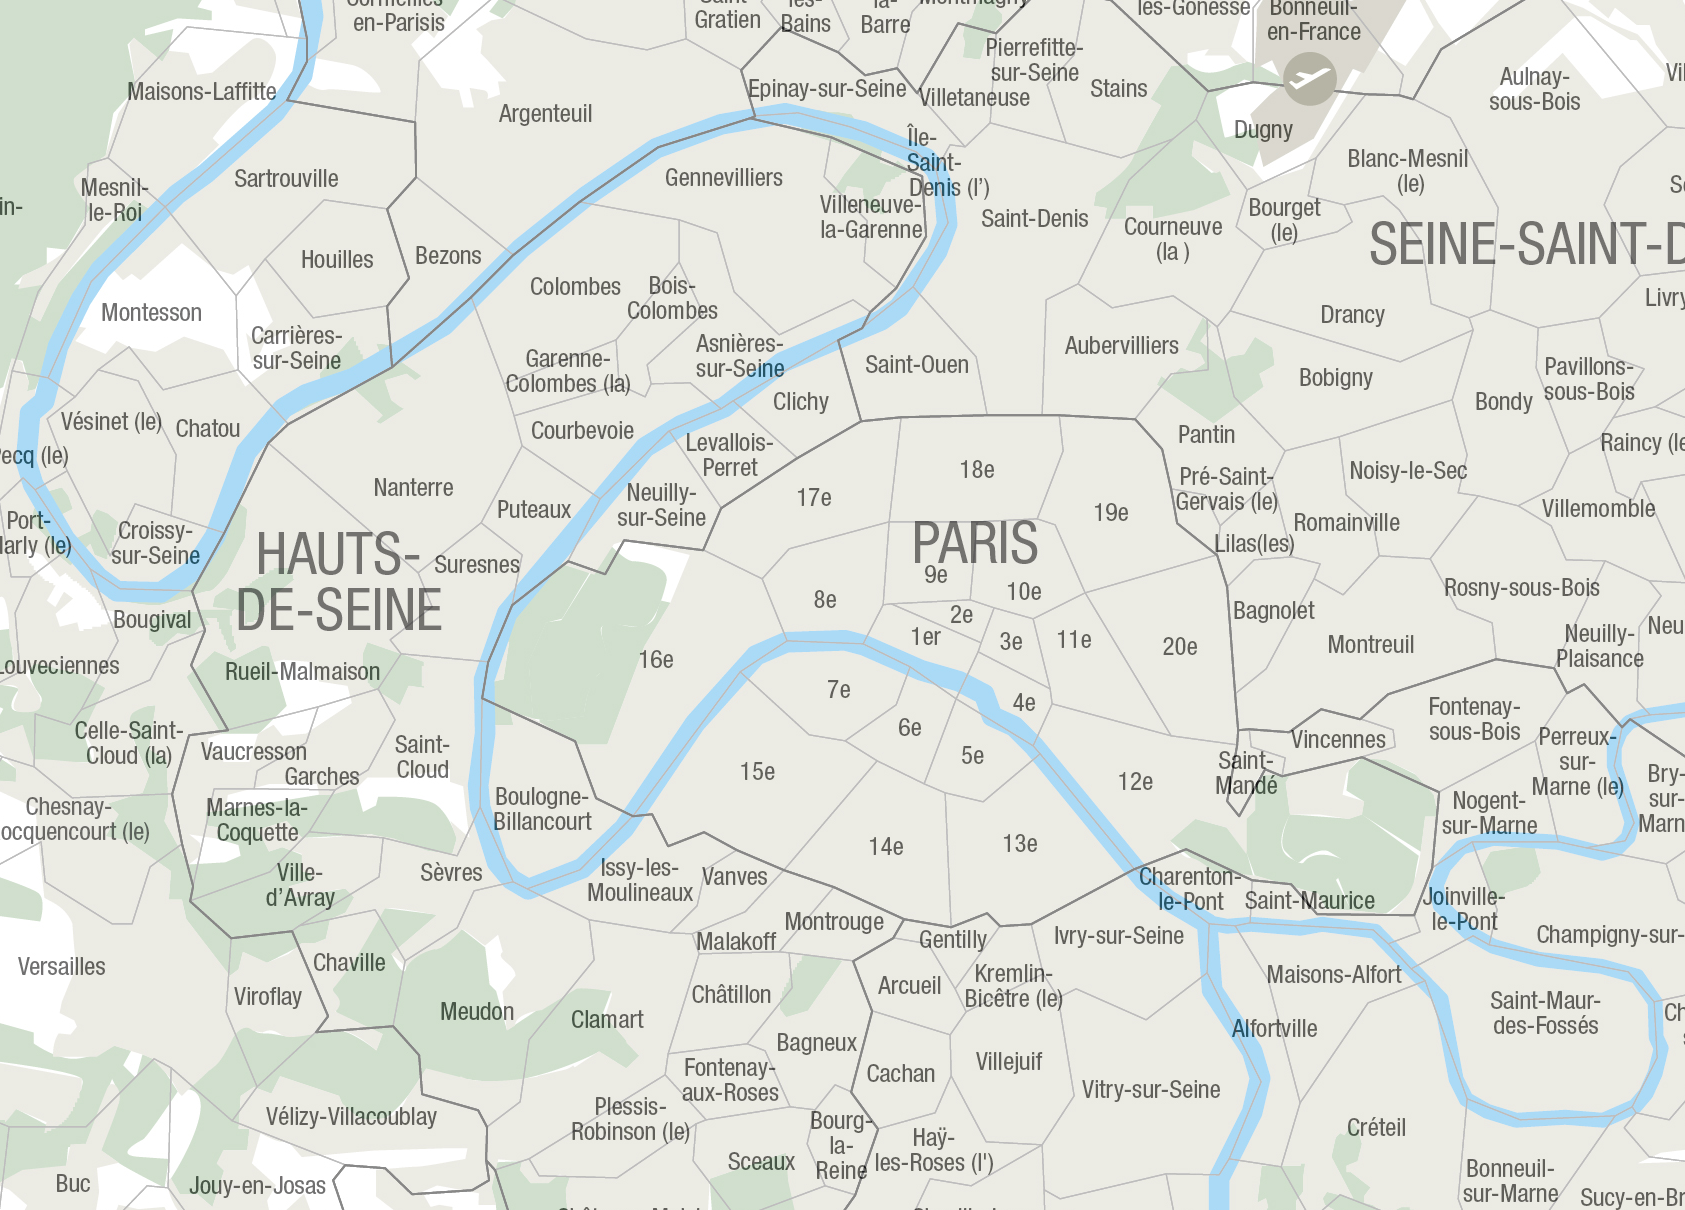 en-Parisis
Gratien
Bains
la-
Barre
Montmagny
les-Gonesse
Bonneuil-
en-France
Maisons-Laffitte
Argenteuil
Epinay-sur-Seine
Pierrefitte-
sur-Seine
Villetaneuse
Stains
Dugny
Aulnay-
sous-Bois
Île-
Saint-
Denis (l’)
Blanc-Mesnil
(le)
Mesnil-
le-Roi
in-
Sartrouville
Gennevilliers
Villeneuve-
la-Garenne
Saint-Denis
Courneuve
(la )
Bourget
(le)
SEINE-SAINT-D
Houilles
Bezons
Colombes
Bois-
Colombes
Montesson
Carrières-
sur-Seine
Garenne-
Colombes (la)
Asnières-
sur-Seine
Saint-Ouen
Aubervilliers
Drancy
Livry
Bobigny
Pavillons-
sous-Bois
Bondy
Vésinet (le)
Chatou
Clichy
Courbevoie
Levallois-
Perret
Pantin
Raincy (le
ecq (le)
Nanterre
Puteaux
Neuilly-
sur-Seine
17e
18e
19e
Pré-Saint-
Gervais (le)
Noisy-le-Sec
Villemomble
Port-
arly (le)
Croissy-
sur-Seine
HAUTS-
DE-SEINE
Suresnes
PARIS
Lilas(les)
Romainville
9e
10e
8e
2e
1er
3e
11e
20e
Bagnolet
Rosny-sous-Bois
Montreuil
Neuilly-
Plaisance
Neu
Bougival
Louveciennes
Rueil-Malmaison
16e
7e
4e
6e
5e
Fontenay-
sous-Bois
Celle-Saint-
Cloud (la)
Vaucresson
Garches
Saint-
Cloud
15e
12e
Saint-
Mandé
Vincennes
Perreux-
sur-
Marne (le)
Bry-
sur-
Marn
Chesnay-
ocquencourt (le)
Marnes-la-
Coquette
Boulogne-
Billancourt
Nogent-
sur-Marne
14e
13e
Ville-
d’Avray
Sèvres
Issy-les-
Moulineaux
Vanves
Charenton-
le-Pont
Saint-Maurice
Joinville-
le-Pont
Montrouge
Malakoff
Gentilly
Ivry-sur-Seine
Champigny-sur-
Versailles
Chaville
Viroflay
Meudon
Clamart
Châtillon
Arcueil
Kremlin-
Bicêtre (le)
Maisons-Alfort
Saint-Maur-
des-Fossés
Alfortville
Bagneux
Cachan
Villejuif
Vitry-sur-Seine
Fontenay-
aux-Roses
Vélizy-Villacoublay
Plessis-
Robinson (le)
Bourg-
la-
Reine
Haÿ-
les-Roses (l')
Créteil
Sceaux
Buc
Jouy-en-Josas
Bonneuil-
sur-Marne
Sucy-en-Br